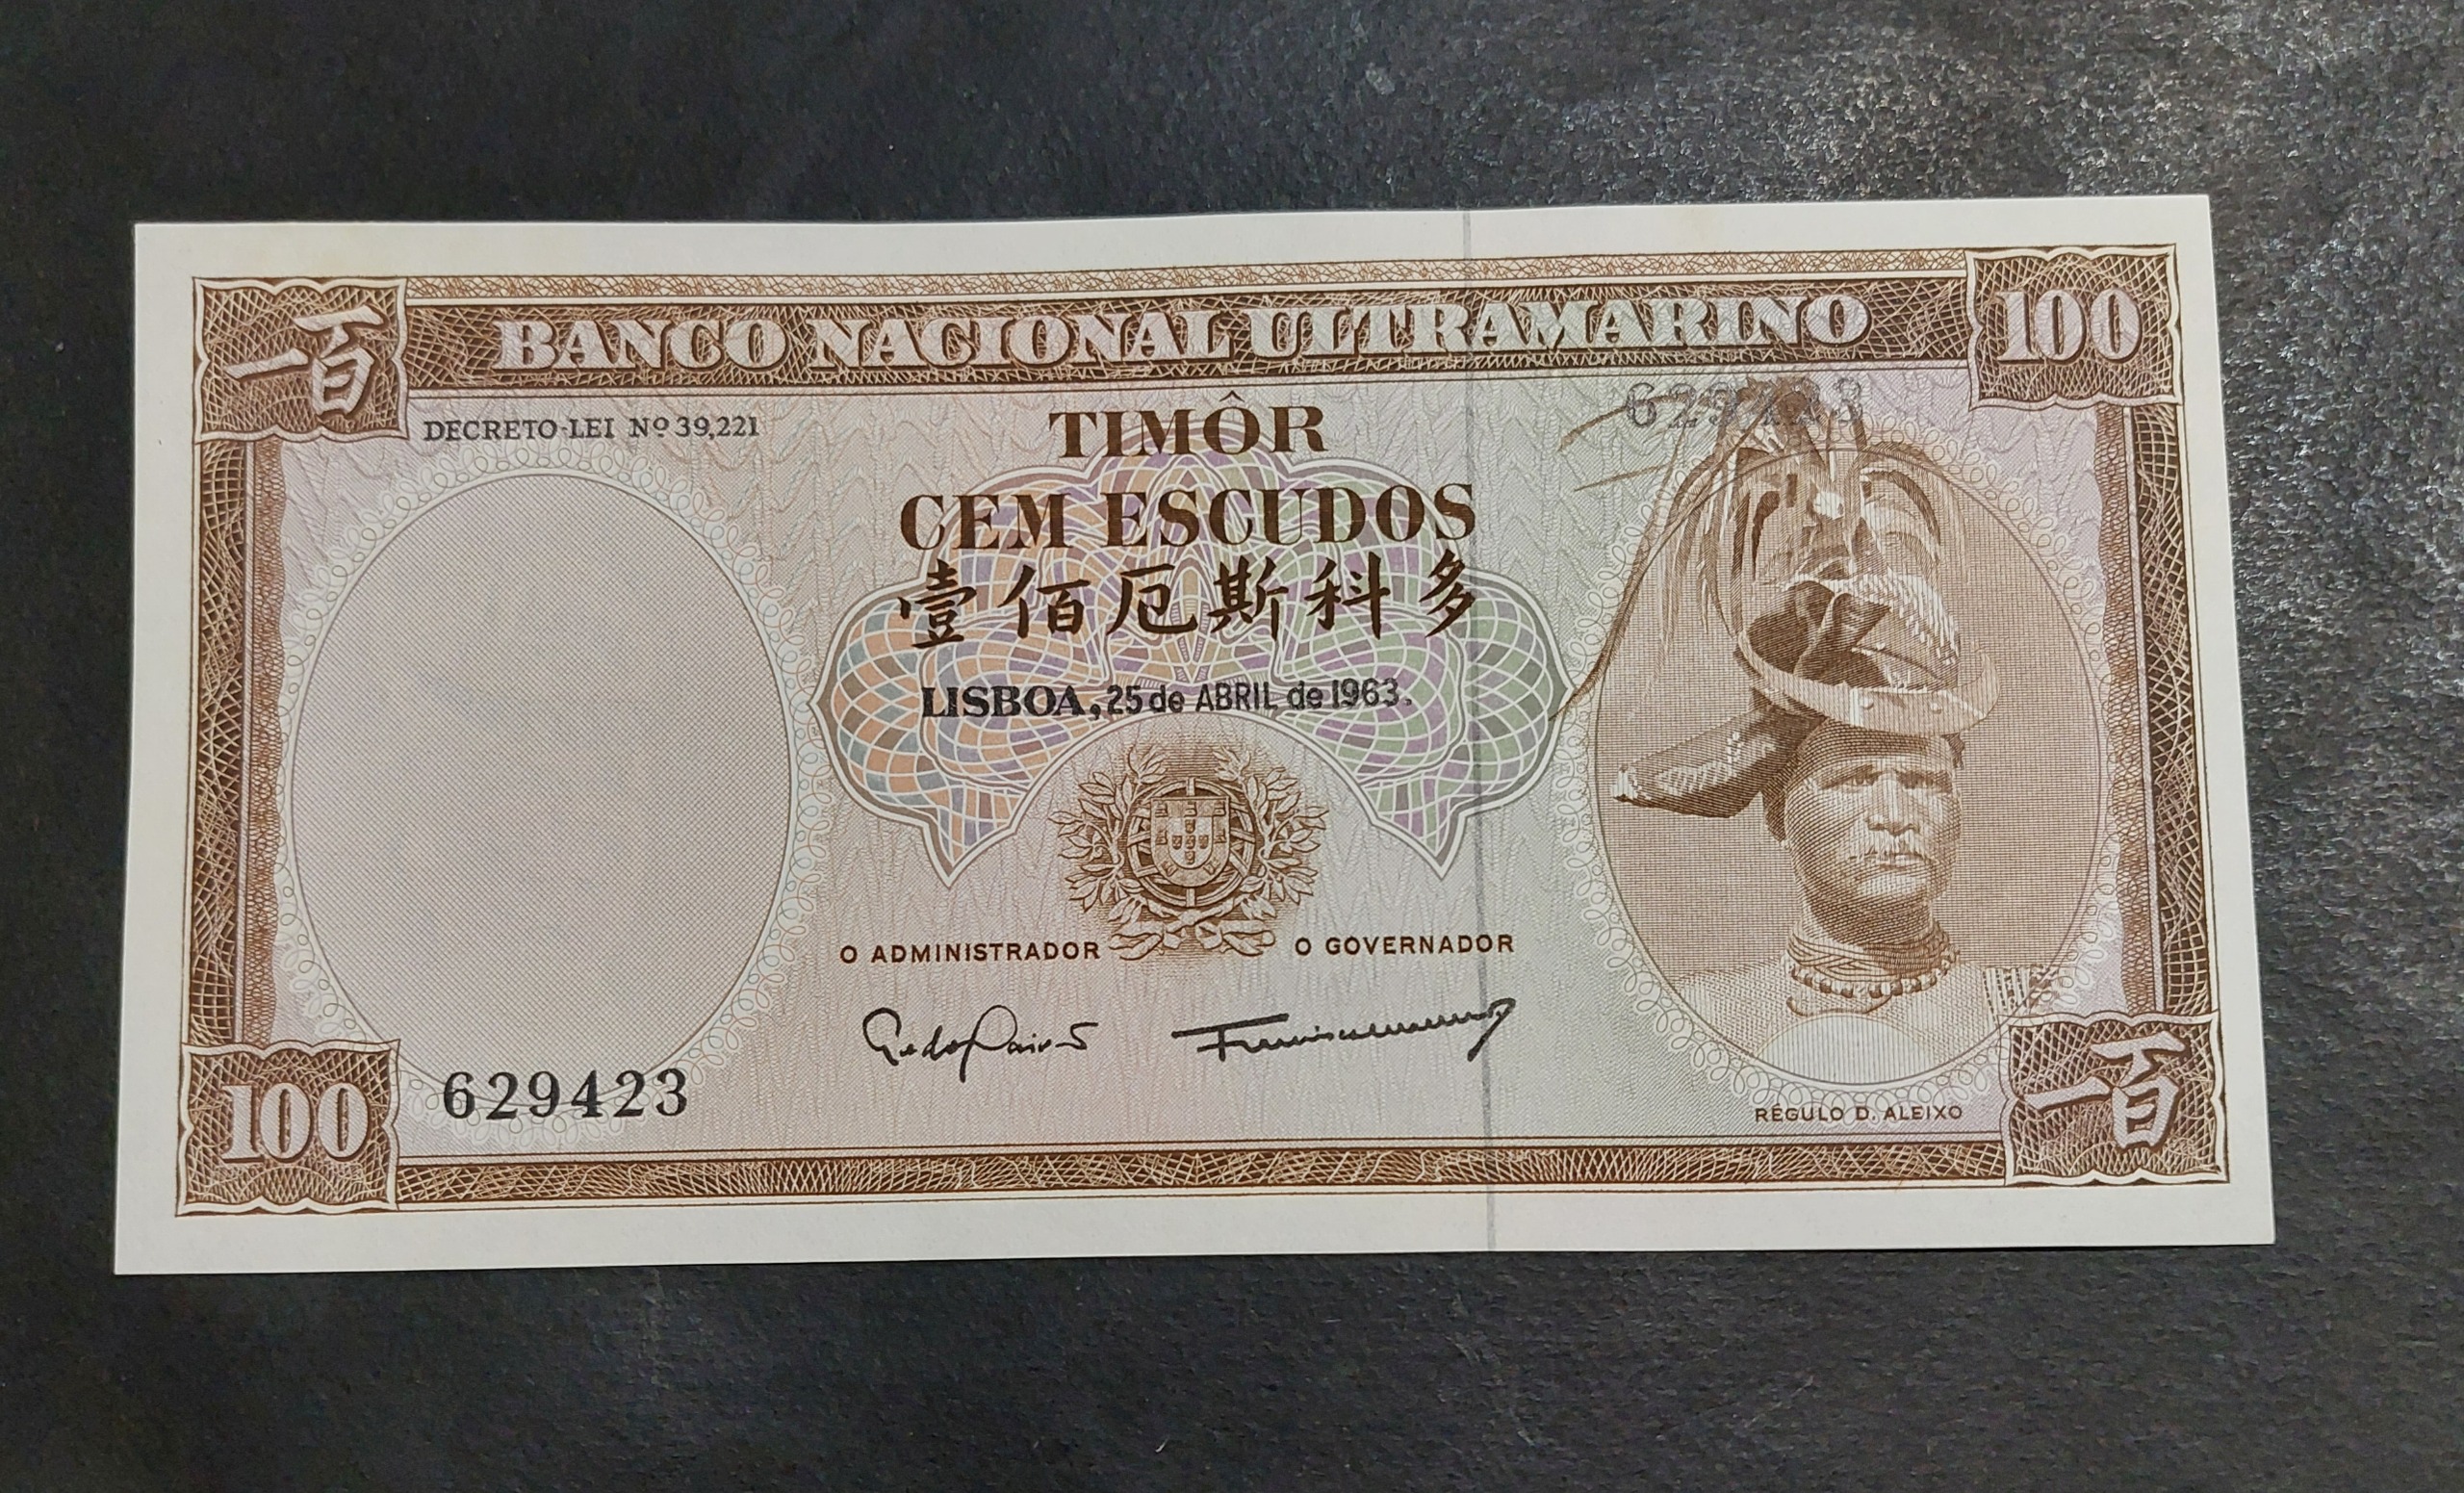 一百
BANCO NACIONAL ULTRAMARINO
100
DECRETO-LEI Nº 39,221
TIMÔR
629423
CEM ESCUDOS
壹佰厄斯科多
LISBOA, 25 de ABRIL de 1963.
O ADMINISTRADOR
O GOVERNADOR
629423
RÉGULO D. ALEIXO
100
一百